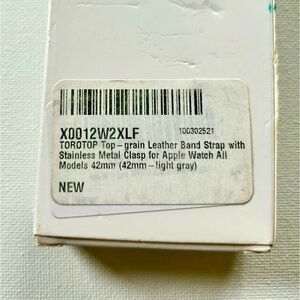 X0012W2XLF 100302521
TOROTOP Top-grain Leather Band Strap with
Stainless Metal Clasp for Apple Watch All
Models 42mm (42mm-light gray)
NEW